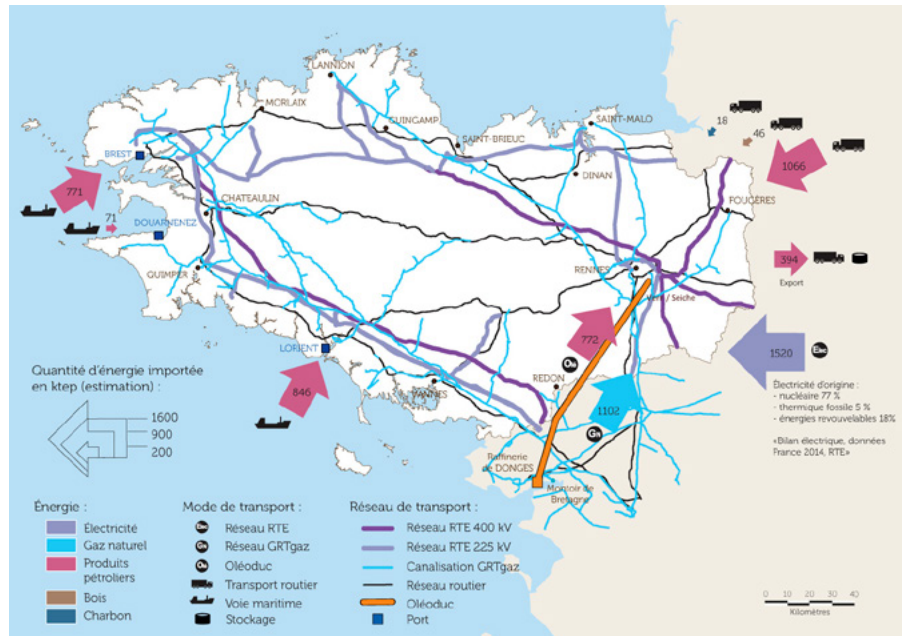 LANNION
MORLAIX
GUINGAMP
SAINT-BRIEUC
SAINT-MALO
DINAN
BREST
CHATEAULIN
DOUARNENEZ
QUIMPER
LORIENT
VANNES
REDON
RENNES
Vern / Seiche
FOUGÈRES
Raffinerie
de DONGES
Montoir de
Bretagne
18
46
1066
771
71
394
Export
772
1520
846
1102
Électricité d'origine :
- nucléaire 77 %
- thermique fossile 5 %
- énergies revouvelables 18%
«Bilan électrique, données
France 2014, RTE»
Quantité d'énergie importée
en ktep (estimation) :
1600
900
200
Énergie :
Électricité
Gaz naturel
Produits
pétroliers
Bois
Charbon
Mode de transport :
Réseau RTE
Réseau GRTgaz
Oléoduc
Transport routier
Voie maritime
Stockage
Réseau de transport :
Réseau RTE 400 kV
Réseau RTE 225 kV
Canalisation GRTgaz
Réseau routier
Oléoduc
Port
0 10 20 30 40
Kilomètres